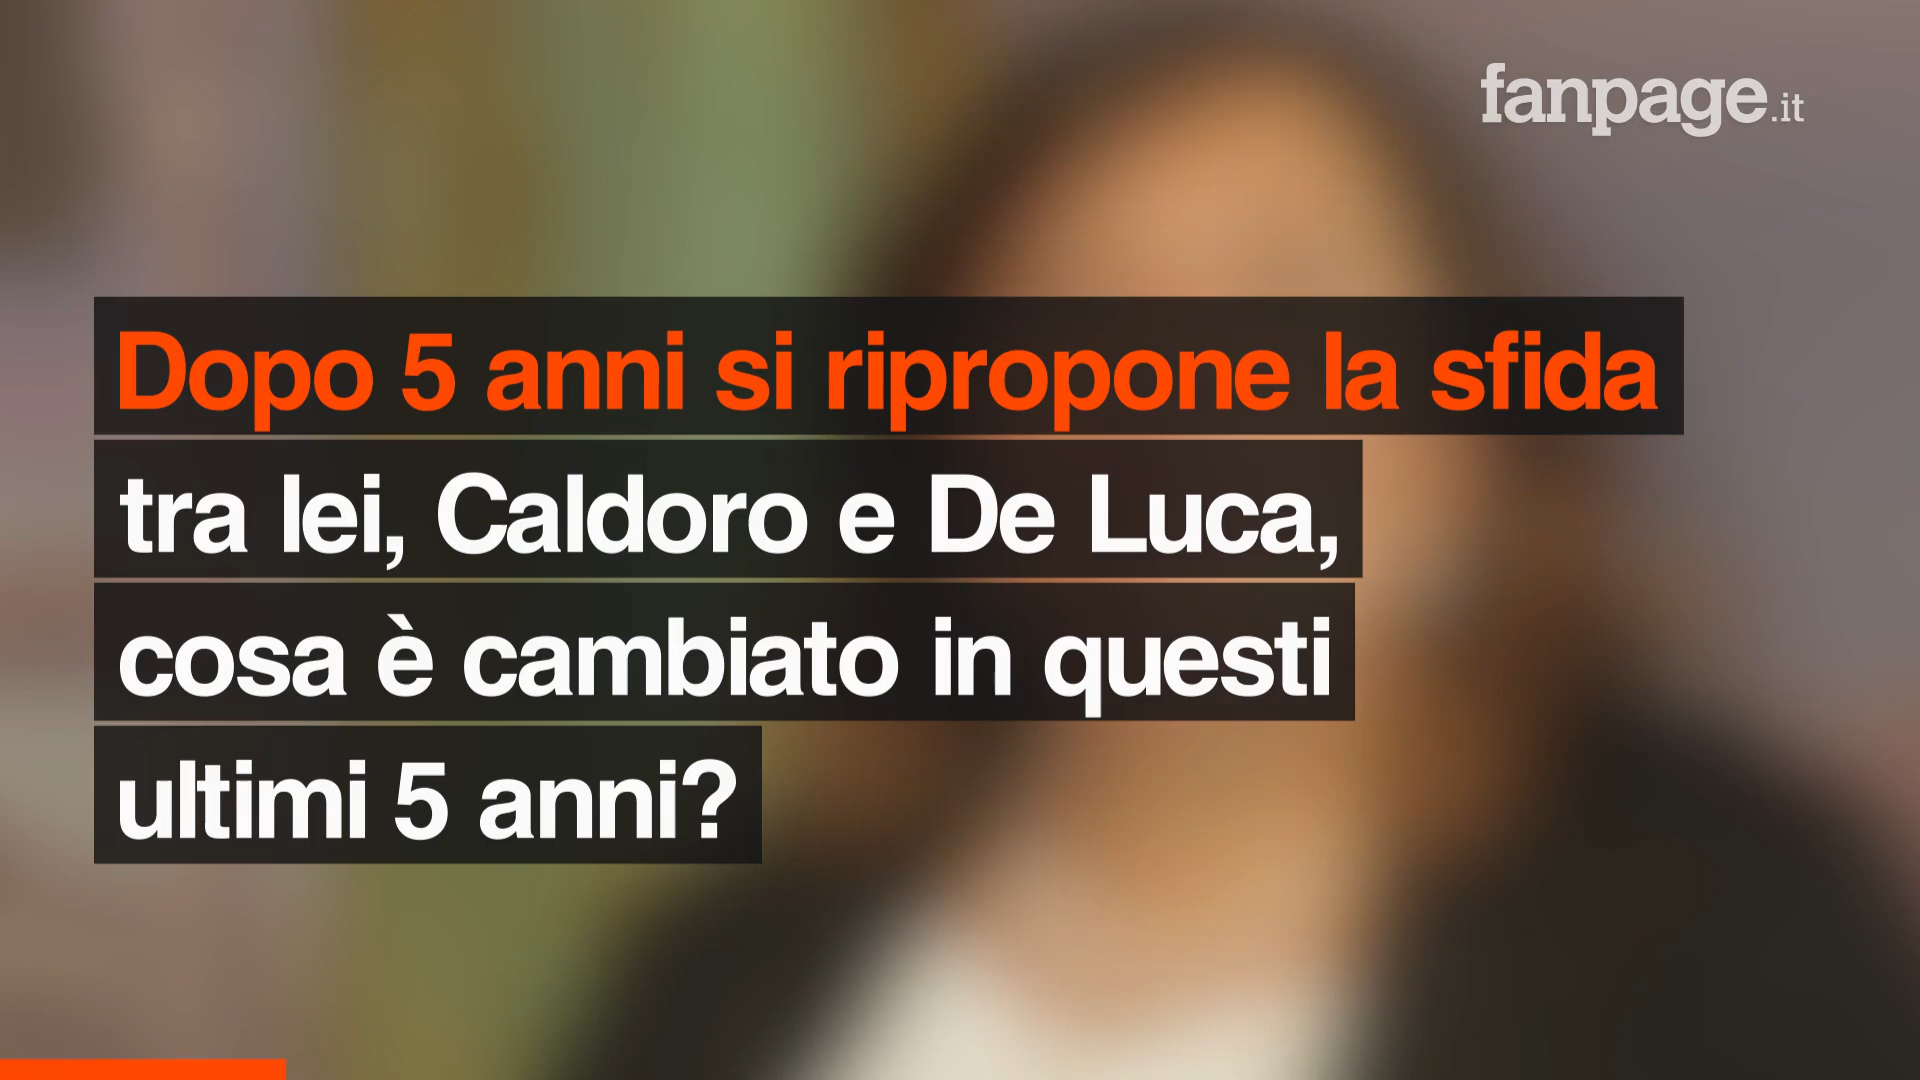 fanpage.it
Dopo 5 anni si ripropone la sfida
tra lei, Caldoro e De Luca,
cosa è cambiato in questi
ultimi 5 anni?